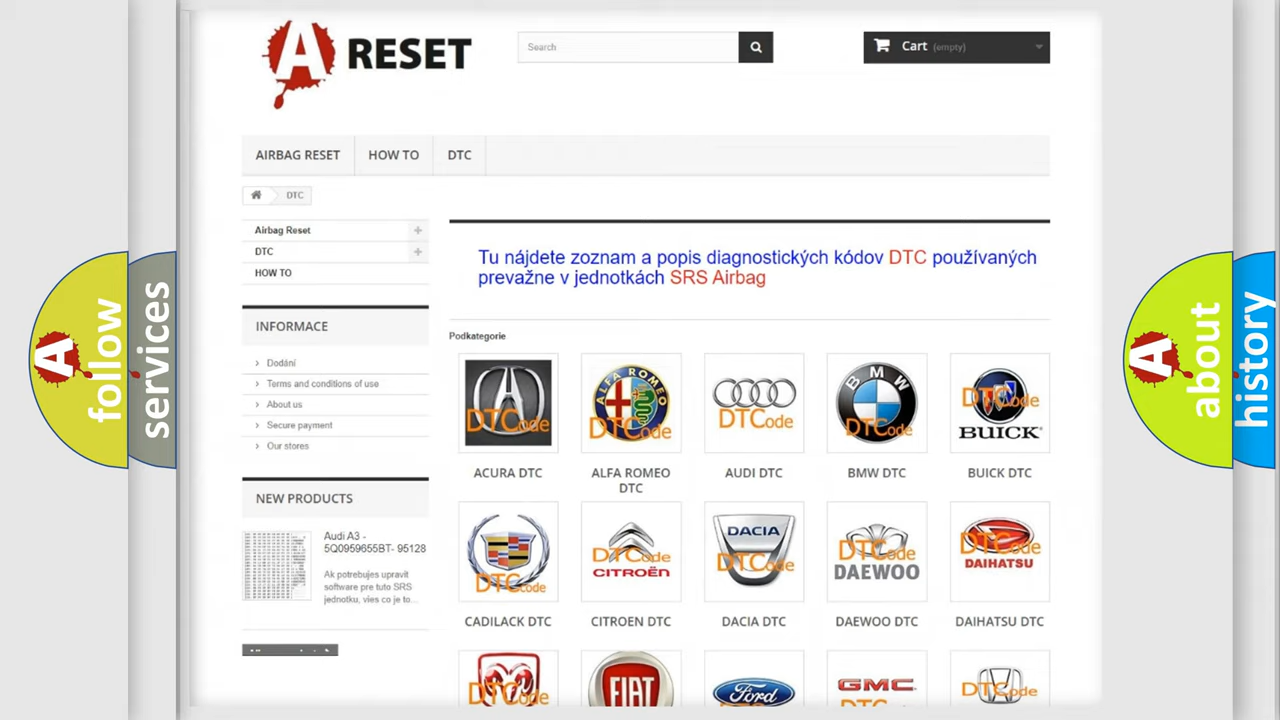 A RESET
Search
Cart (empty)
AIRBAG RESET
HOW TO
DTC
DTC
Airbag Reset
DTC
HOW TO
Tu nájdete zoznam a popis diagnostických kódov DTC používaných
prevažne v jednotkách SRS Airbag
INFORMACE
Dodání
Terms and conditions of use
About us
Secure payment
Our stores
NEW PRODUCTS
Audi A3 -
5Q0959655BT- 95128
Ak potrebujes upravit
software pre tuto SRS
jednotku, vies co je to...
Podkategorie
DTCode
ALFA ROMEO
DTCode
DTCode
BMW
DTCode
DTCode
BUICK
ACURA DTC
ALFA ROMEO
DTC
AUDI DTC
BMW DTC
BUICK DTC
DTCode
DTCode
CITROËN
DACIA
DTCode
DTCode
DAEWOO
DTCode
DAIHATSU
CADILACK DTC
CITROEN DTC
DACIA DTC
DAEWOO DTC
DAIHATSU DTC
DTCode
FIAT
Ford
GMC
DTCode
A follow
services
A about
history